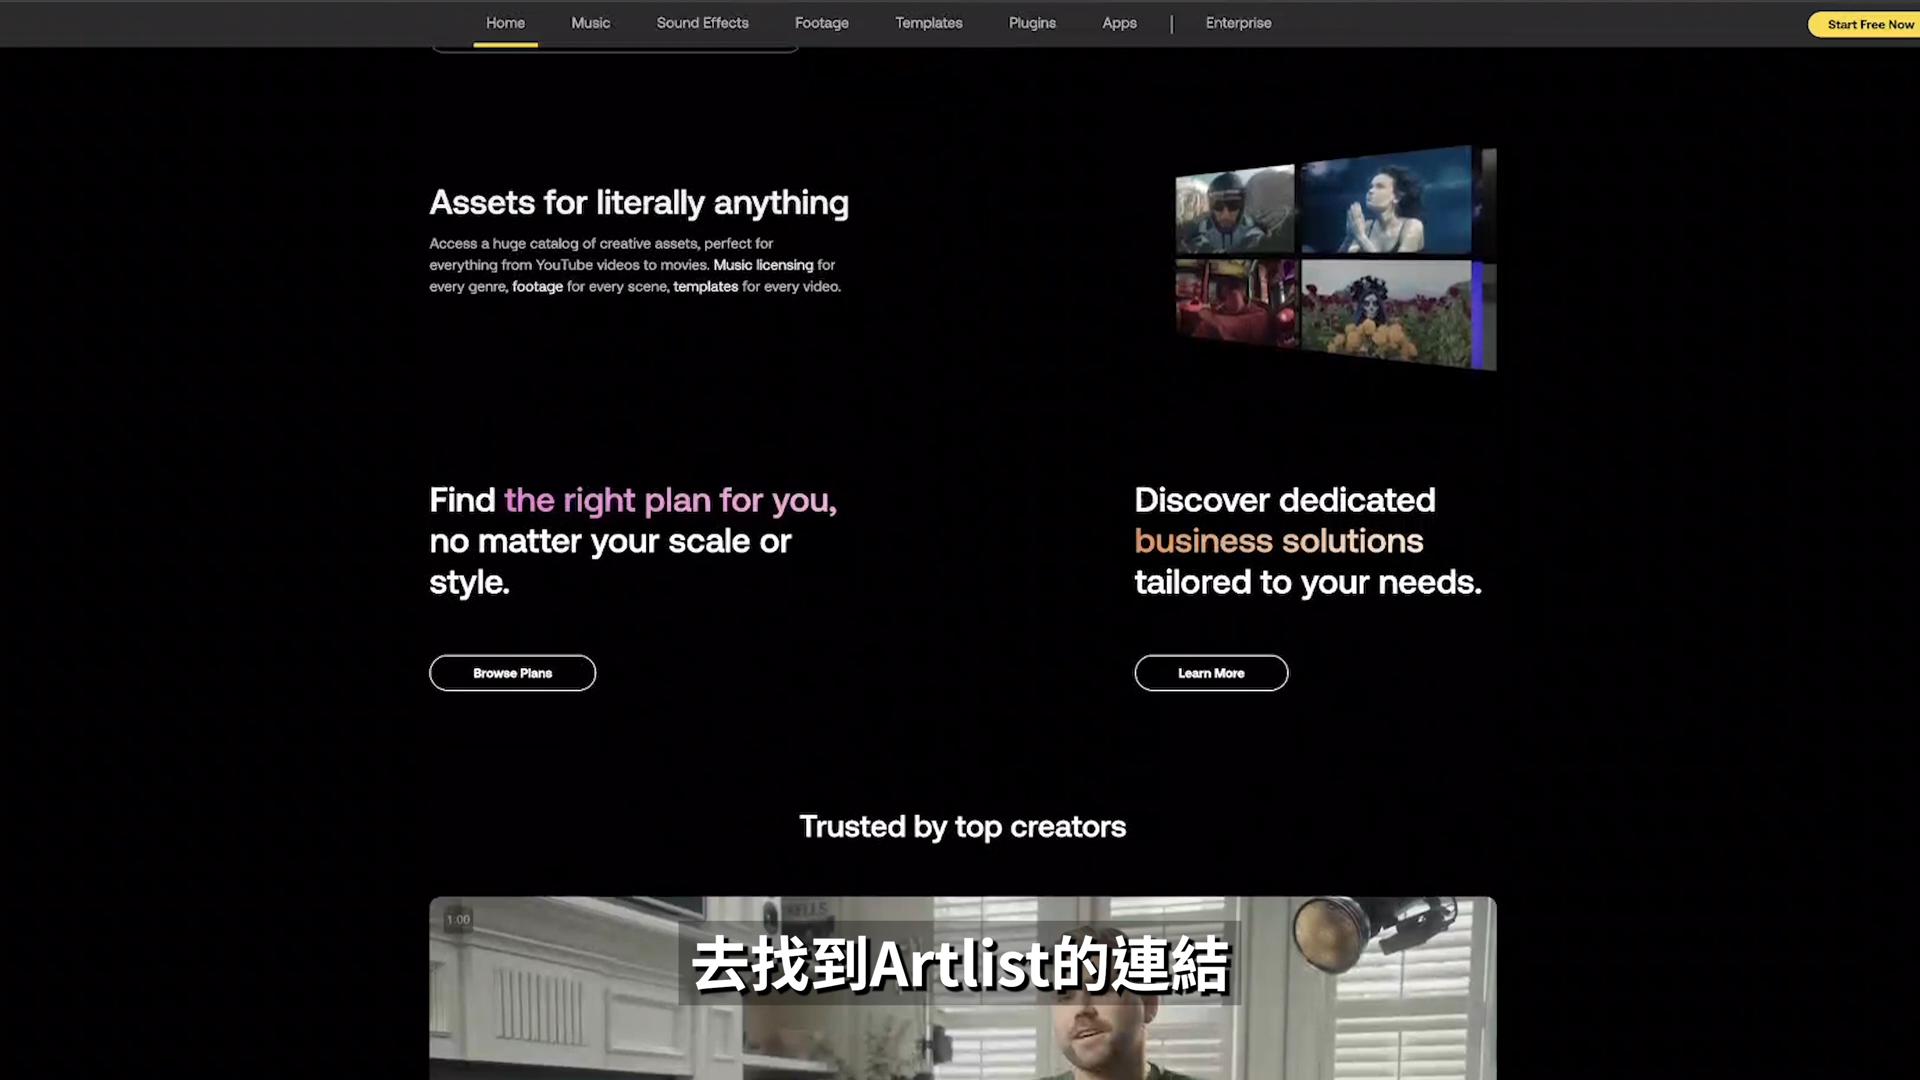 Home
Music
Sound Effects
Footage
Templates
Plugins
Apps
|
Enterprise
Start Free Now
Assets for literally anything
Access a huge catalog of creative assets, perfect for
everything from YouTube videos to movies. Music licensing for
every genre, footage for every scene, templates for every video.
Find the right plan for you,
no matter your scale or
style.
Browse Plans
Discover dedicated
business solutions
tailored to your needs.
Learn More
Trusted by top creators
1:00
去找到Artlist的連結